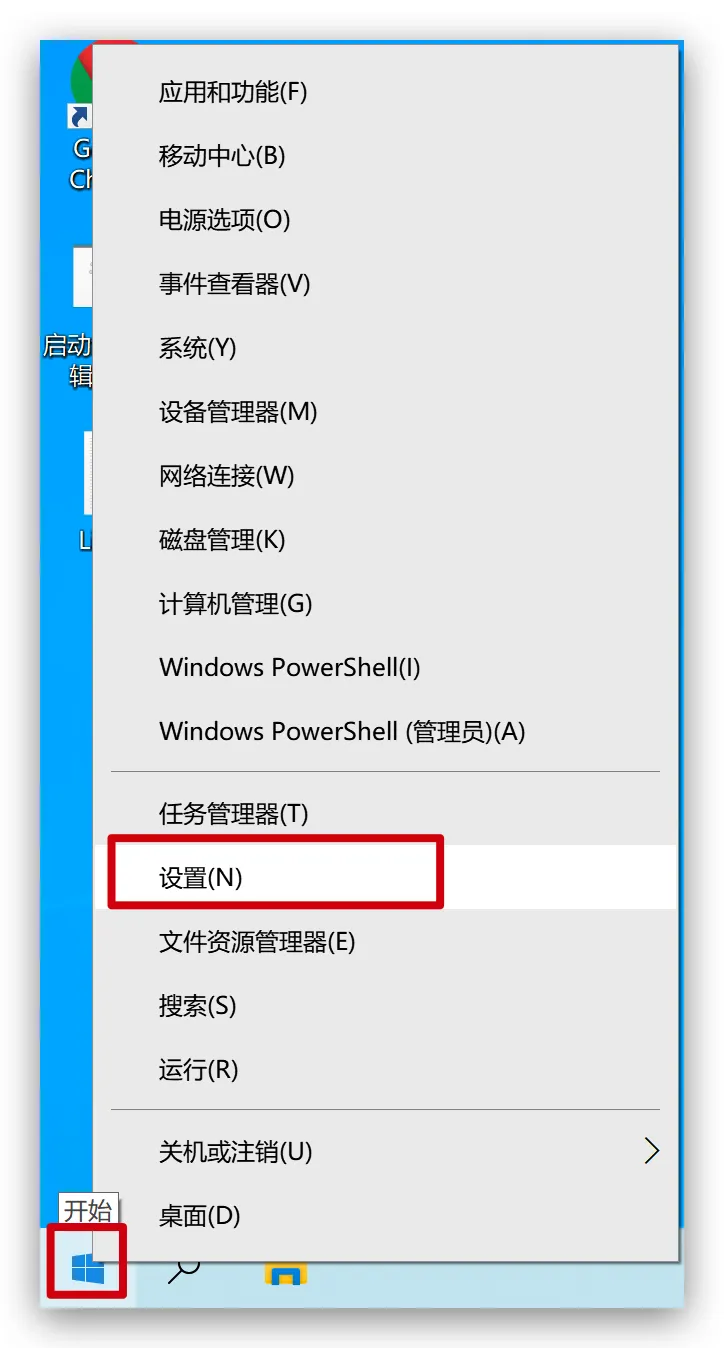 应用和功能(F)
移动中心(B)
电源选项(O)
事件查看器(V)
系统(Y)
设备管理器(M)
网络连接(W)
磁盘管理(K)
计算机管理(G)
Windows PowerShell(I)
Windows PowerShell (管理员)(A)
任务管理器(T)
设置(N)
文件资源管理器(E)
搜索(S)
运行(R)
关机或注销(U)
桌面(D)
启动
辑
开始